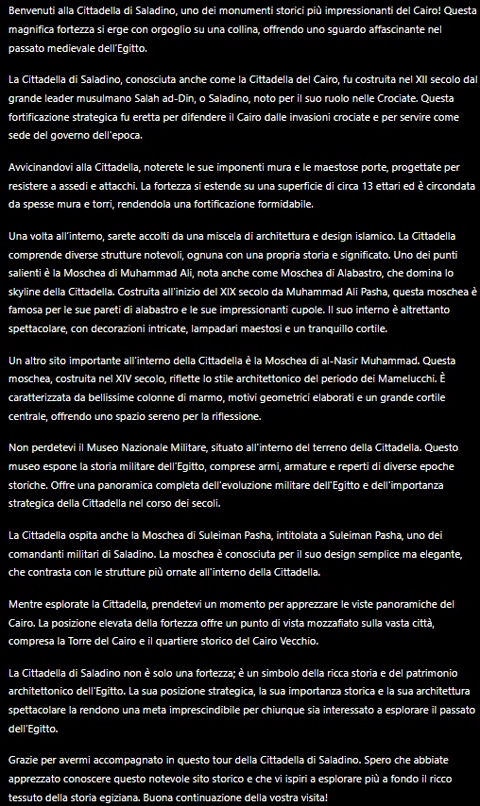 Benvenuti alla Cittadella di Saladino, uno dei monumenti storici più impressionanti del Cairo! Questa
magnifica fortezza si erge con orgoglio su una collina, offrendo uno sguardo affascinante nel
passato medievale dell'Egitto.
La Cittadella di Saladino, conosciuta anche come la Cittadella del Cairo, fu costruita nel XII secolo dal
grande leader musulmano Salah ad-Din, o Saladino, noto per il suo ruolo nelle Crociate. Questa
fortificazione strategica fu eretta per difendere il Cairo dalle invasioni crociate e per servire come
sede del governo dell'epoca.
Avvicinandovi alla Cittadella, noterete le sue imponenti mura e le maestose porte, progettate per
resistere a assedi e attacchi. La fortezza si estende su una superficie di circa 13 ettari ed è circondata
da spesse mura e torri, rendendola una fortificazione formidabile.
Una volta all'interno, sarete accolti da una miscela di architettura e design islamico. La Cittadella
comprende diverse strutture notevoli, ognuna con una propria storia e significato. Uno dei punti
salienti è la Moschea di Muhammad Ali, nota anche come Moschea di Alabastro, che domina lo
skyline della Cittadella. Costruita all'inizio del XIX secolo da Muhammad Ali Pasha, questa moschea è
famosa per le sue pareti di alabastro e le sue impressionanti cupole. Il suo interno è altrettanto
spettacolare, con decorazioni intricate, lampadari maestosi e un tranquillo cortile.
Un altro sito importante all'interno della Cittadella è la Moschea di al-Nasir Muhammad. Questa
moschea, costruita nel XIV secolo, riflette lo stile architettonico del periodo dei Mamelucchi. È
caratterizzata da bellissime colonne di marmo, motivi geometrici elaborati e un grande cortile
centrale, offrendo uno spazio sereno per la riflessione.
Non perdetevi il Museo Nazionale Militare, situato all'interno del terreno della Cittadella. Questo
museo espone la storia militare dell'Egitto, comprese armi, armature e reperti di diverse epoche
storiche. Offre una panoramica completa dell'evoluzione militare dell'Egitto e dell'importanza
strategica della Cittadella nel corso dei secoli.
La Cittadella ospita anche la Moschea di Suleiman Pasha, intitolata a Suleiman Pasha, uno dei
comandanti militari di Saladino. La moschea è conosciuta per il suo design semplice ma elegante,
che contrasta con le strutture più ornate all'interno della Cittadella.
Mentre esplorate la Cittadella, prendetevi un momento per apprezzare le viste panoramiche del
Cairo. La posizione elevata della fortezza offre un punto di vista mozzafiato sulla vasta città,
compresa la Torre del Cairo e il quartiere storico del Cairo Vecchio.
La Cittadella di Saladino non è solo una fortezza; è un simbolo della ricca storia e del patrimonio
architettonico dell'Egitto. La sua posizione strategica, la sua importanza storica e la sua architettura
spettacolare la rendono una meta imprescindibile per chiunque sia interessato a esplorare il passato
dell'Egitto.
Grazie per avermi accompagnato in questo tour della Cittadella di Saladino. Spero che abbiate
apprezzato conoscere questo notevole sito storico e che vi ispiri a esplorare più a fondo il ricco
tessuto della storia egiziana. Buona continuazione della vostra visita!